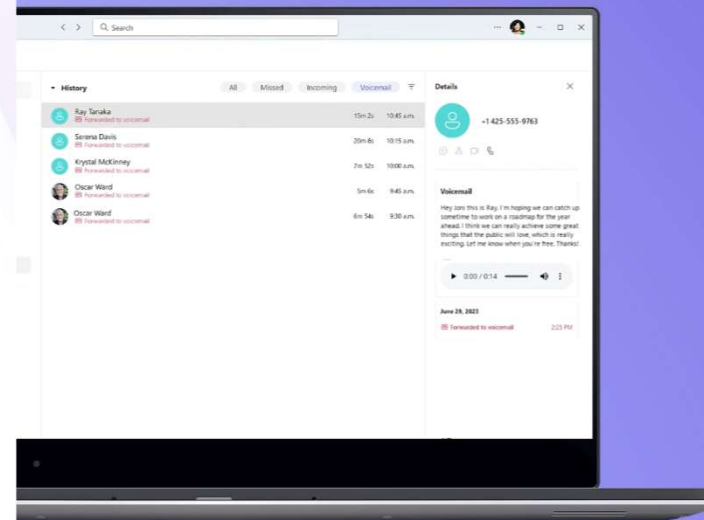 Search
History
All Missed Incoming Voicemail
Ray Tanaka
Forwarded to voicemail
15m 2s 10:45 a.m.
Serena Davis
Forwarded to voicemail
20m 8s 10:15 a.m.
Krystal McKinney
Forwarded to voicemail
7m 52s 10:00 a.m.
Oscar Ward
Forwarded to voicemail
5m 6s 9:45 a.m.
Oscar Ward
Forwarded to voicemail
6m 54s 9:30 a.m.
Details
+1 425-555-9763
Voicemail
Hey Joni this is Ray. I'm hoping we can catch up
sometime to work on a roadmap for the year
ahead. I think we can really achieve some great
things that the public will love, which is really
exciting. Let me know when you're free. Thanks!
0:00 / 0:14
June 29, 2023
Forwarded to voicemail 2:25 PM